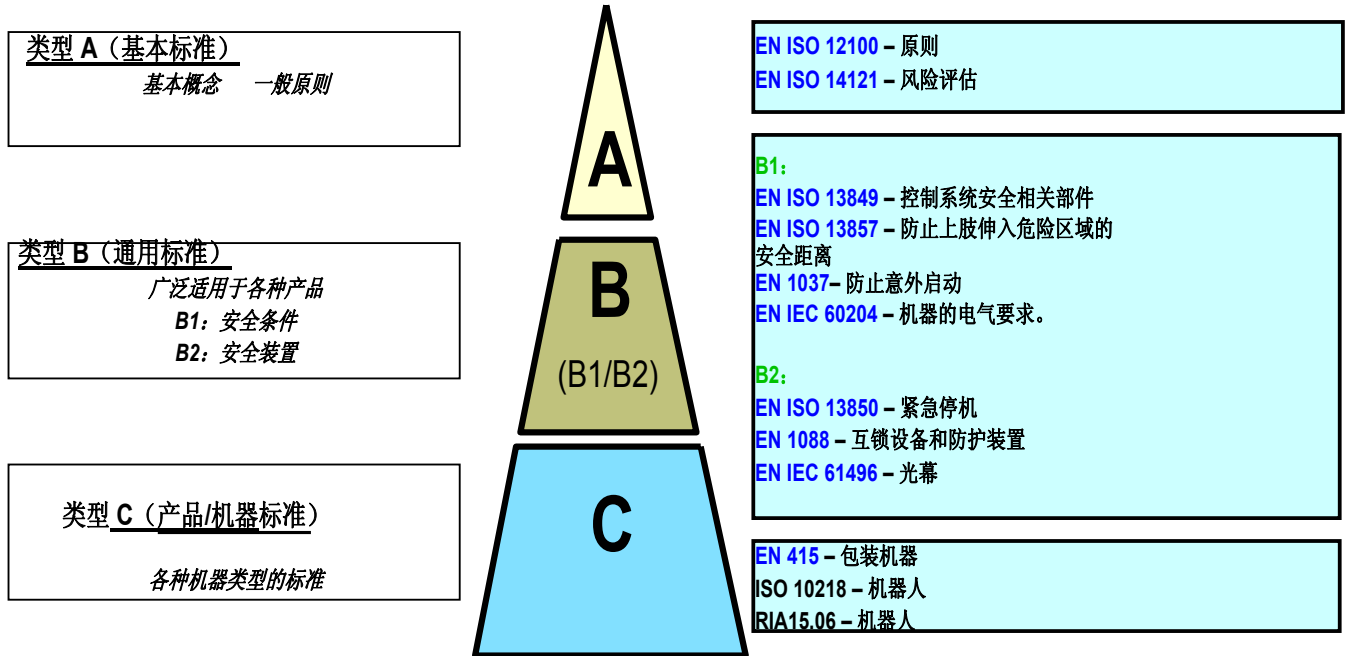 类型 A（基本标准）
基本概念 一般原则
A
EN ISO 12100 – 原则
EN ISO 14121 – 风险评估
类型 B（通用标准）
广泛适用于各种产品
B1：安全条件
B2：安全装置
B
(B1/B2)
B1：
EN ISO 13849 – 控制系统安全相关部件
EN ISO 13857 – 防止上肢伸入危险区域的
安全距离
EN 1037– 防止意外启动
EN IEC 60204 – 机器的电气要求。
B2：
EN ISO 13850 – 紧急停机
EN 1088 – 互锁设备和防护装置
EN IEC 61496 – 光幕
类型 C（产品/机器标准）
各种机器类型的标准
C
EN 415 – 包装机器
ISO 10218 – 机器人
RIA15.06 – 机器人